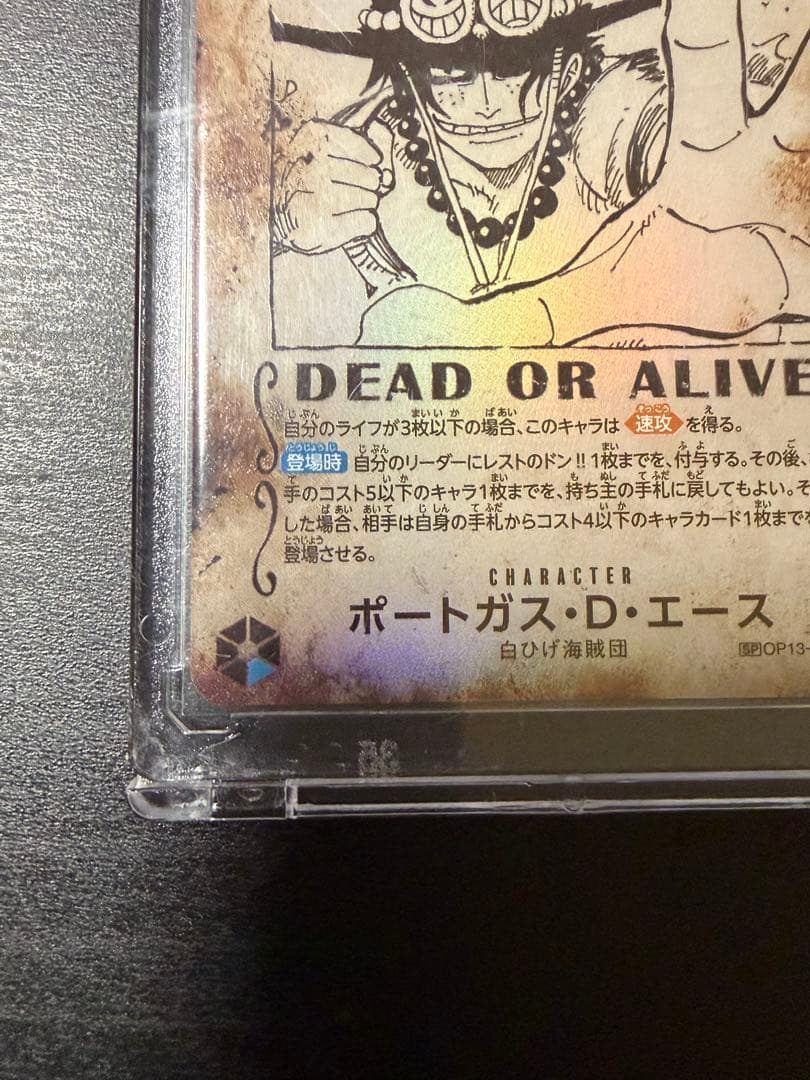 DEAD OR ALIVE
自分のライフが3枚以下の場合、このキャラは 速攻 を得る。
登場時 自分のリーダーにレストのドン!!1枚までを、付与する。その後、
手のコスト5以下のキャラ1枚までを、持ち主の手札に戻してもよい。そ
した場合、相手は自身の手札からコスト4以下のキャラカード1枚までを
登場させる。
CHARACTER
ポートガス・D・エース
白ひげ海賊団
SP OP13-